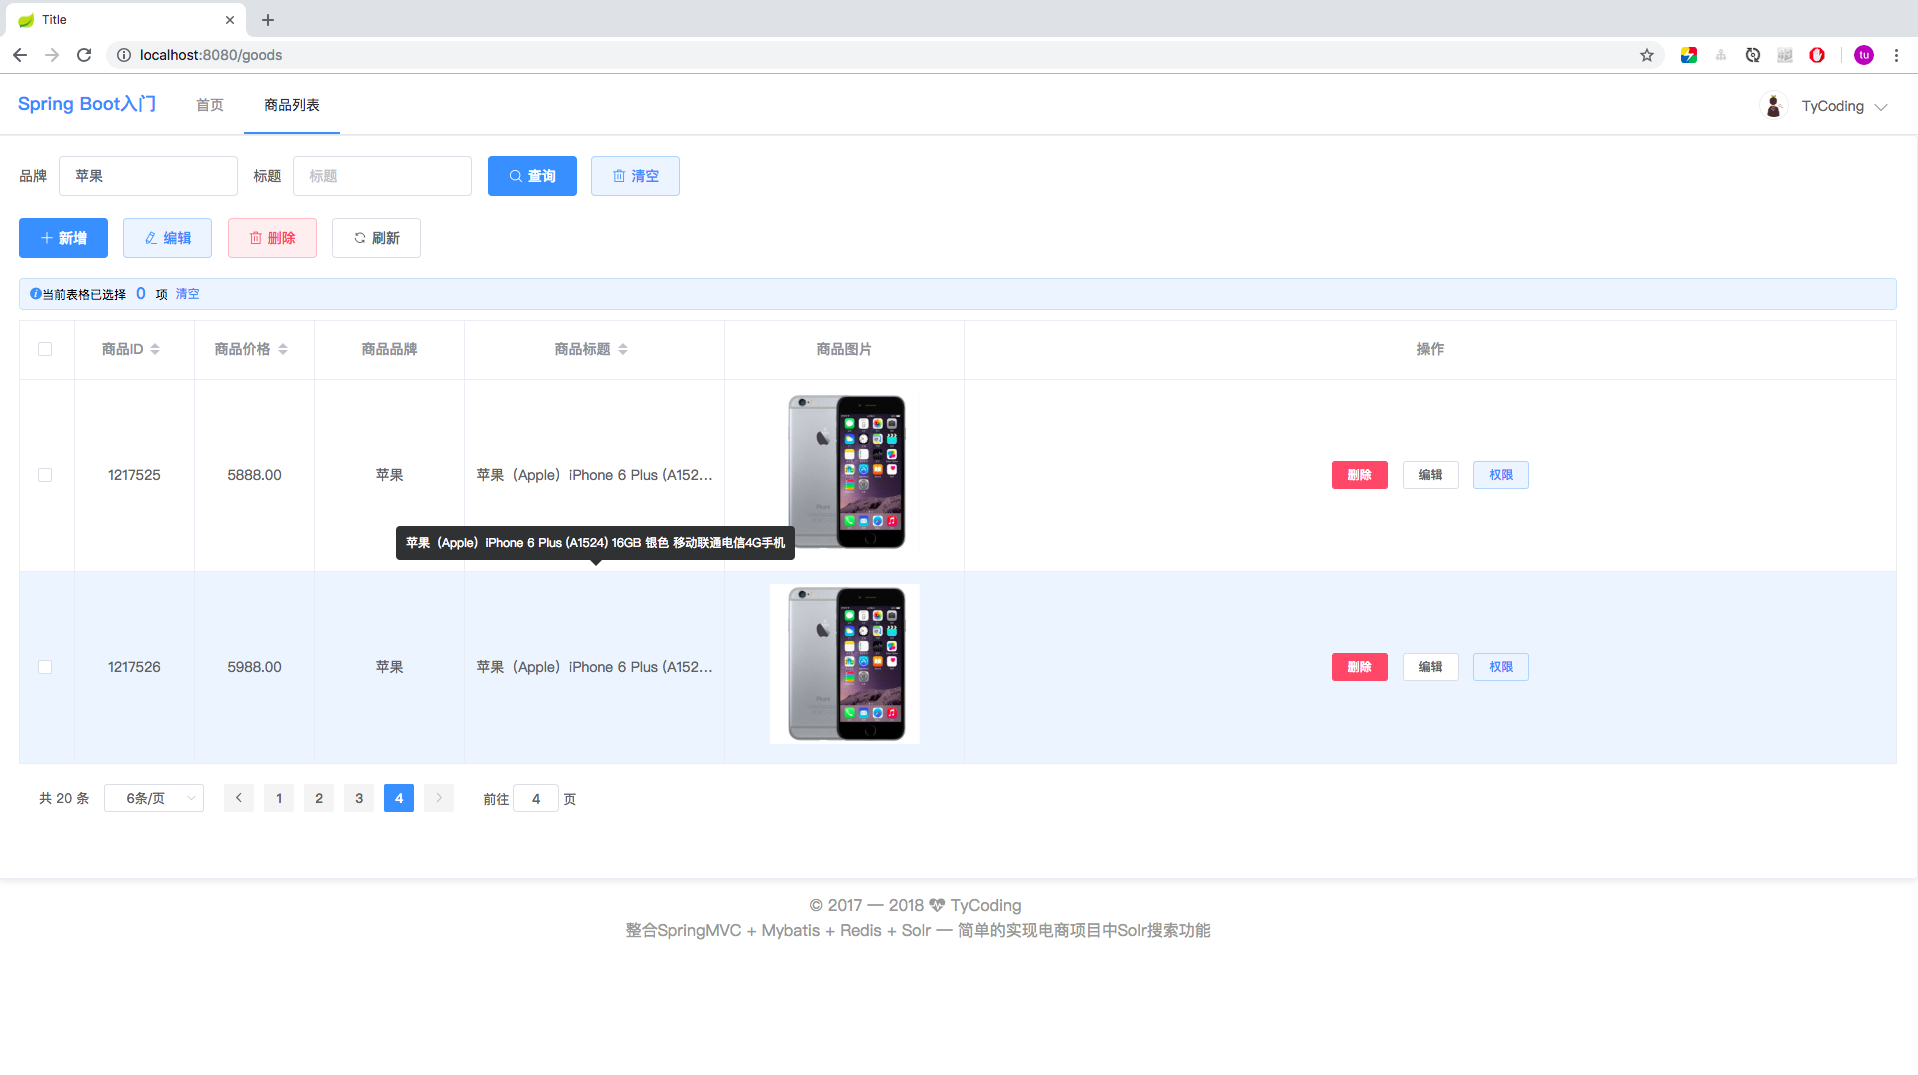 Title
localhost:8080/goods
tu
Spring Boot入门 首页 商品列表 TyCoding
品牌 苹果 标题 标题 查询 清空
新增 编辑 删除 刷新
当前表格已选择 0 项 清空
商品ID 商品价格 商品品牌 商品标题 商品图片 操作
1217525 5888.00 苹果 苹果（Apple）iPhone 6 Plus (A152... 删除 编辑 权限
苹果（Apple）iPhone 6 Plus (A1524) 16GB 银色 移动联通电信4G手机
1217526 5988.00 苹果 苹果（Apple）iPhone 6 Plus (A152... 删除 编辑 权限
共 20 条 6条/页 1 2 3 4 前往 4 页
© 2017 — 2018 TyCoding
整合SpringMVC + Mybatis + Redis + Solr — 简单的实现电商项目中Solr搜索功能